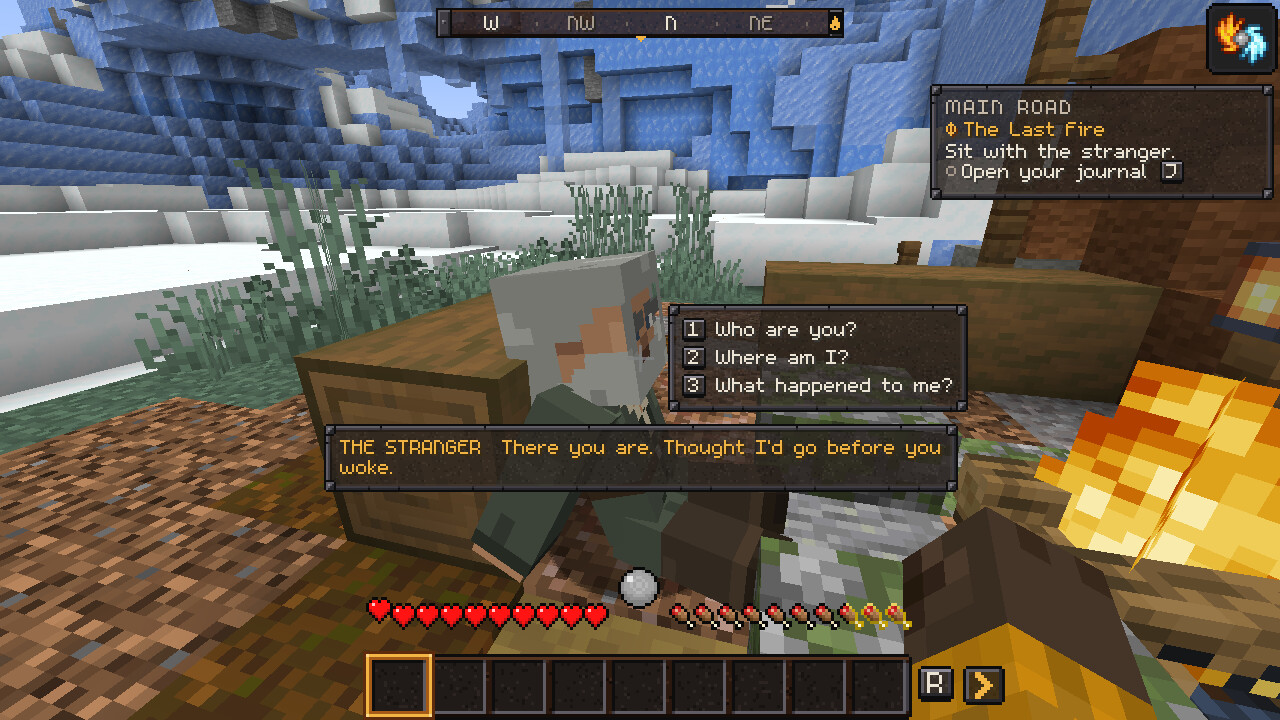 W NW N NE
MAIN ROAD
The Last Fire
Sit with the stranger.
Open your journal J
1 Who are you?
2 Where am I?
3 What happened to me?
THE STRANGER There you are. Thought I'd go before you
woke.
R